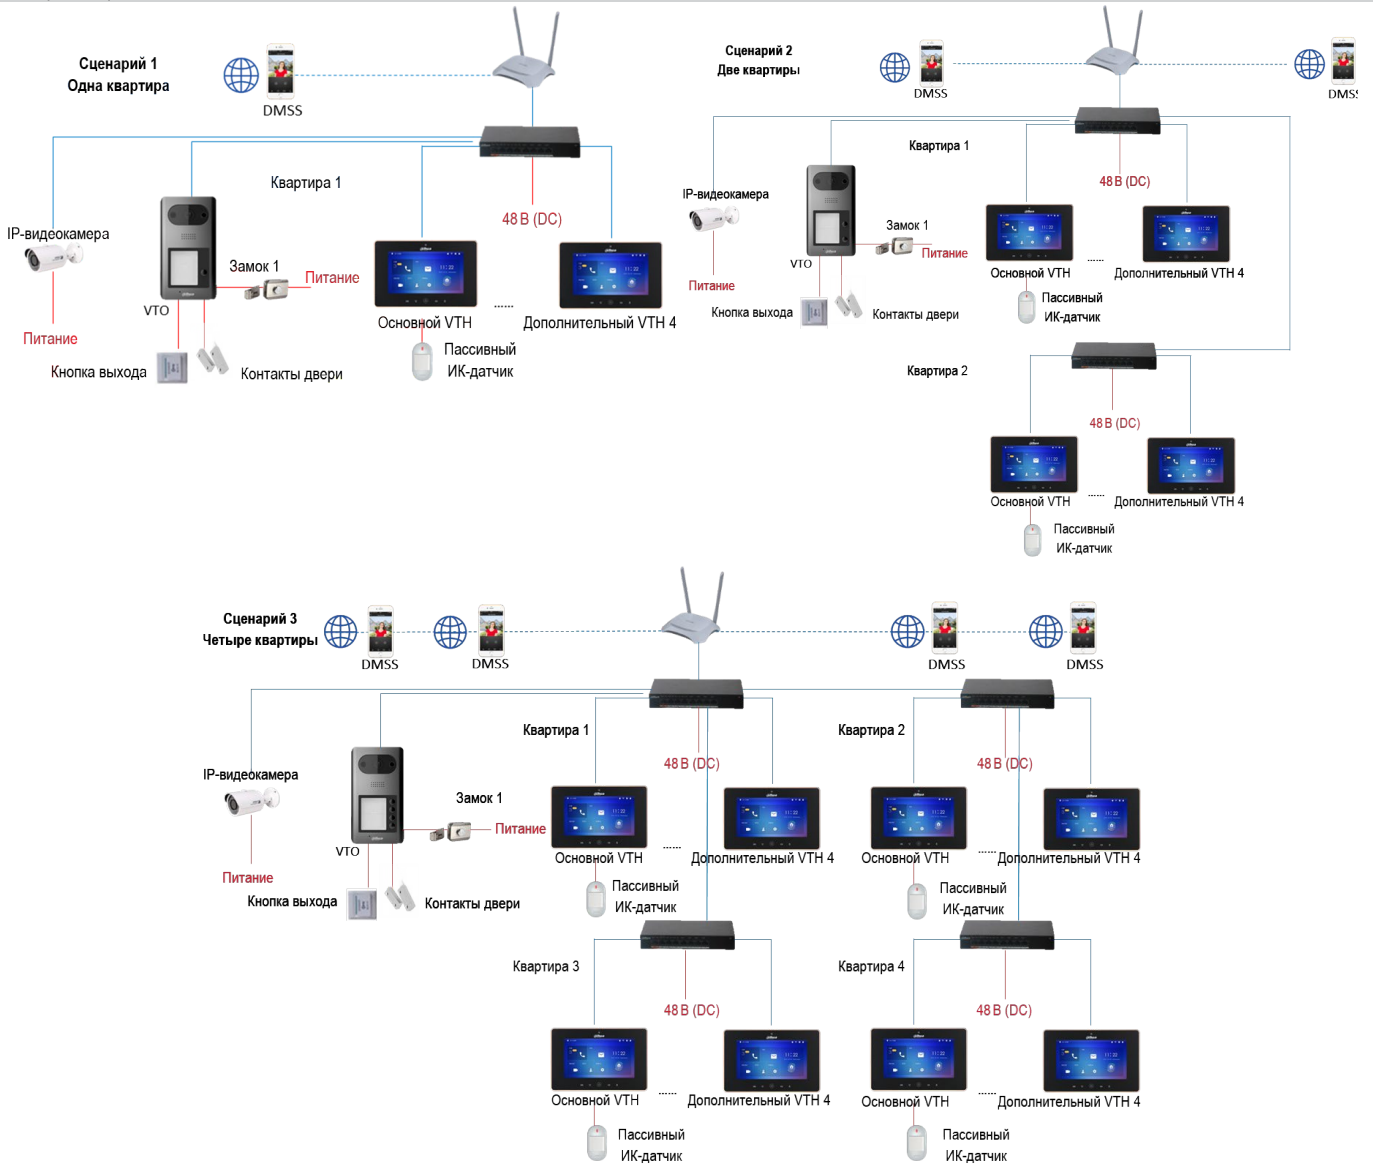 Сценарий 1
Одна квартира
DMSS
Квартира 1
48 В (DC)
IP-видеокамера
Замок 1
Питание
VTO
Питание
Основной VTH
......
Дополнительный VTH 4
Кнопка выхода
Контакты двери
Пассивный
ИК-датчик
Сценарий 2
Две квартиры
DMSS
DMSS
Квартира 1
48 В (DC)
IP-видеокамера
Замок 1
Питание
VTO
Питание
Основной VTH
......
Дополнительный VTH 4
Кнопка выхода
Контакты двери
Пассивный
ИК-датчик
Квартира 2
48 В (DC)
Основной VTH
......
Дополнительный VTH 4
Пассивный
ИК-датчик
Сценарий 3
Четыре квартиры
DMSS
DMSS
DMSS
DMSS
Квартира 1
48 В (DC)
Квартира 2
48 В (DC)
IP-видеокамера
Замок 1
Питание
VTO
Питание
Кнопка выхода
Контакты двери
Основной VTH
......
Дополнительный VTH 4
Пассивный
ИК-датчик
Основной VTH
......
Дополнительный VTH 4
Пассивный
ИК-датчик
Квартира 3
48 В (DC)
Квартира 4
48 В (DC)
Основной VTH
......
Дополнительный VTH 4
Пассивный
ИК-датчик
Основной VTH
......
Дополнительный VTH 4
Пассивный
ИК-датчик